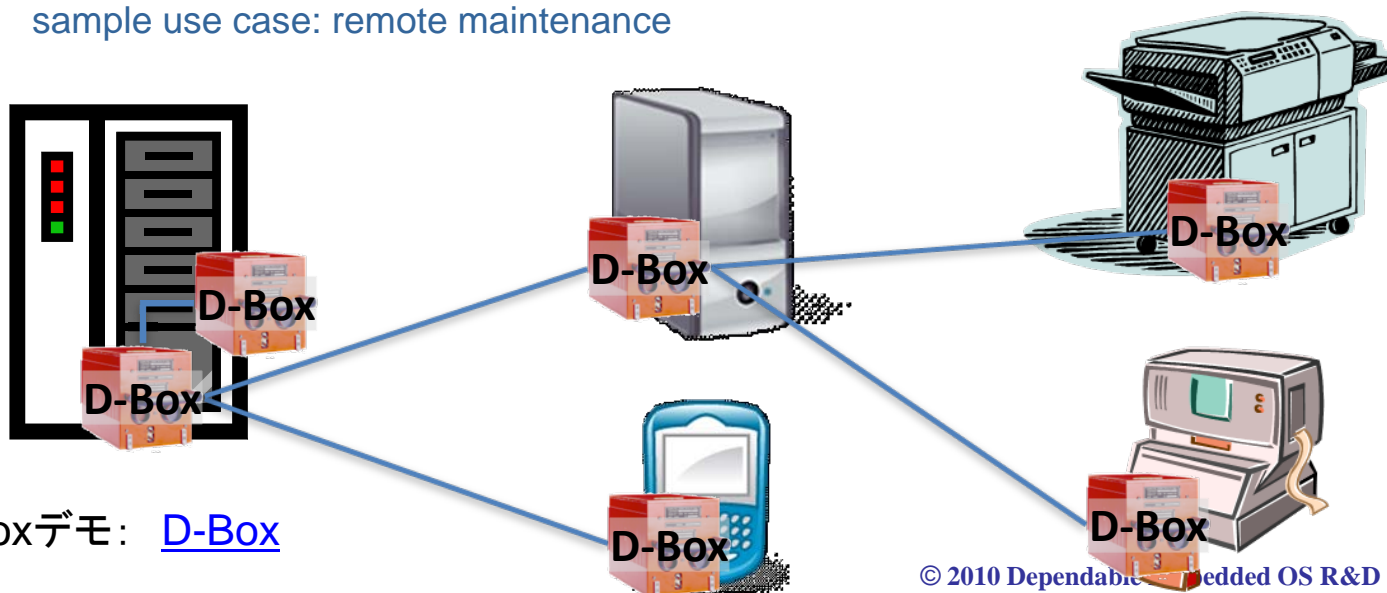 sample use case: remote maintenance
D-Box
D-Box
D-Box
D-Box
D-Box
D-Box
oxデモ: D-Box
© 2010 Dependable edded OS R&D